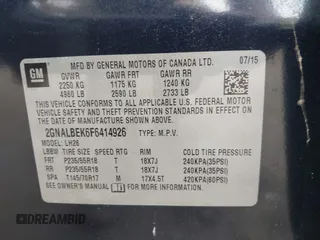 GM
07/15
MFD BY GENERAL MOTORS OF CANADA LTD.
GVWR GAWR FRT GAWR RR
2250 KG 1175 KG 1240 KG
4960 LB 2590 LB 2733 LB
THIS VEHICLE CONFORMS TO ALL APPLICABLE U.S. FEDERAL MOTOR
VEHICLE SAFETY STANDARDS IN EFFECT ON THE DATE OF
MANUFACTURE SHOWN ABOVE.
2GNALBEK6F6414926 TYPE: M.P.V.
MODEL: LH26
TIRE SIZE SPEED RTG RIM COLD TIRE PRESSURE
FRT P235/55R18 T 18X7J 240KPA(35PSI)
RR P235/55R18 T 18X7J 240KPA(35PSI)
SPA T145/70R17 M 17X4.5T 420KPA(60PSI)
SEE OWNER'S MANUAL FOR ADDITIONAL INFORMATION.
© DREAMBID
DREAMBID.COM